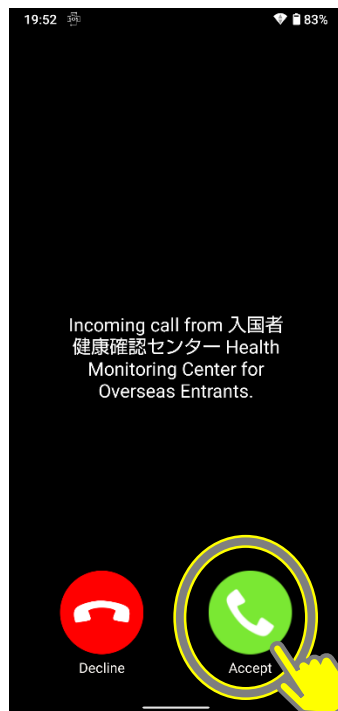 19:52
83%
Incoming call from 入国者
健康確認センター Health
Monitoring Center for
Overseas Entrants.
Decline
Accept